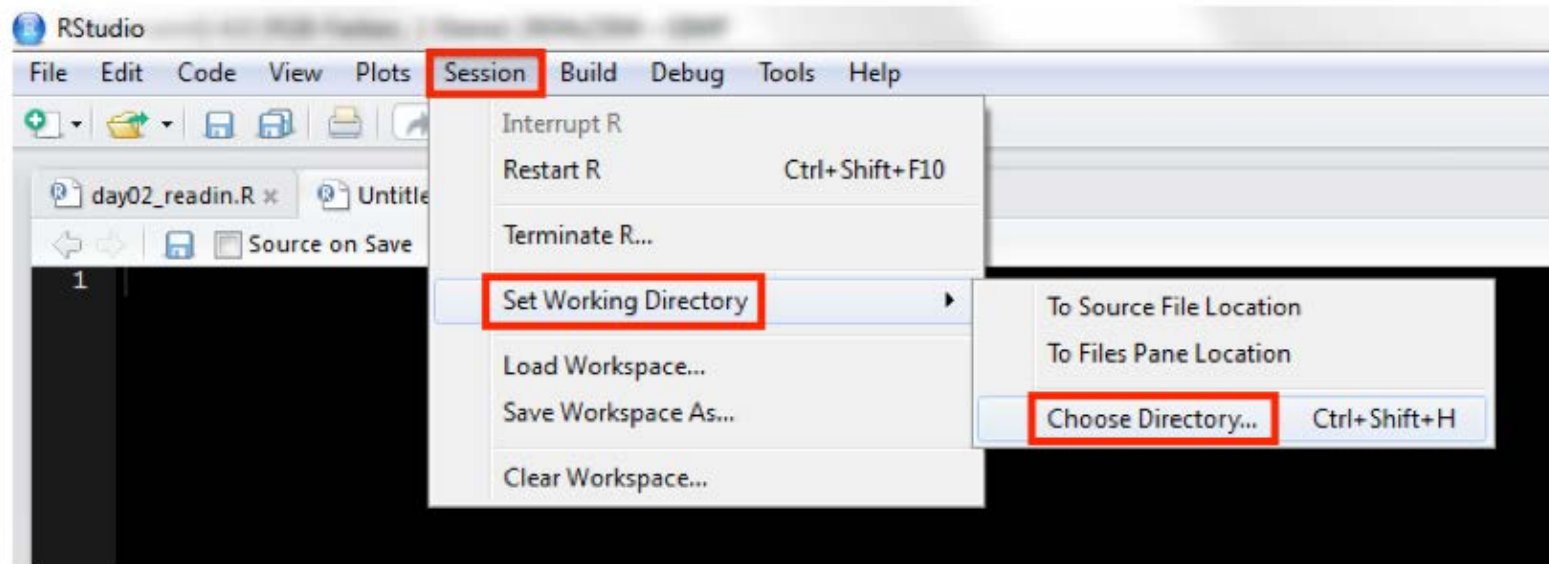 RStudio
File Edit Code View Plots Session Build Debug Tools Help
Interrupt R
Restart R Ctrl+Shift+F10
day02_readin.R Untitle
Terminate R...
Source on Save
1
Set Working Directory
To Source File Location
To Files Pane Location
Load Workspace...
Save Workspace As...
Choose Directory... Ctrl+Shift+H
Clear Workspace...